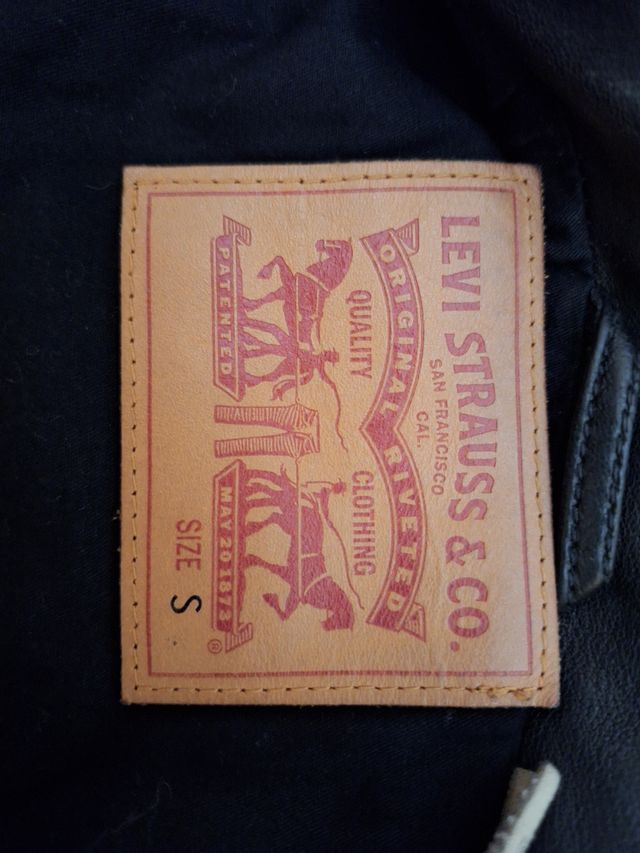 LEVI STRAUSS & CO.
SAN FRANCISCO
CAL.
ORIGINAL RIVETED
QUALITY CLOTHING
PATENTED MAY 20 1873
®
SIZE S